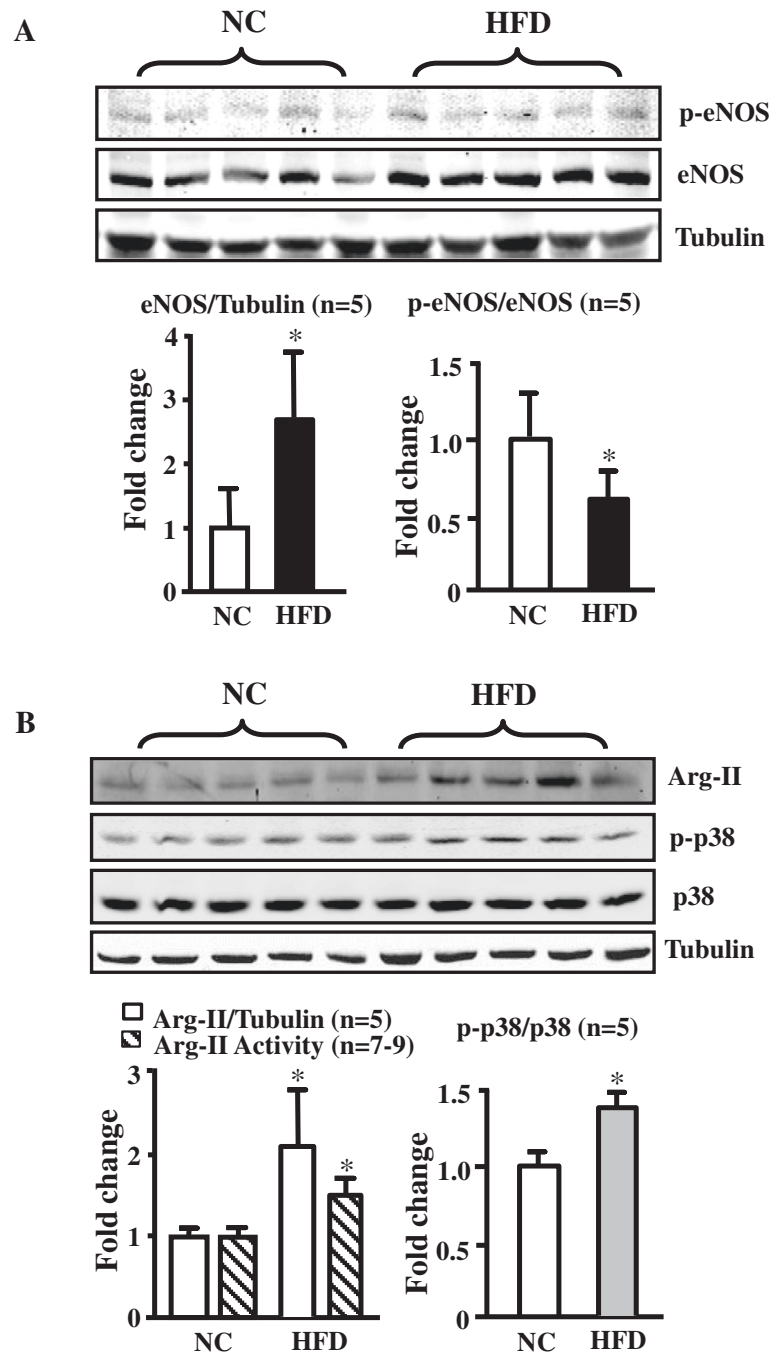 A
NC HFD
p-eNOS
eNOS
Tubulin
eNOS/Tubulin (n=5)
Fold change
4
3
2
1
0
*
NC HFD
p-eNOS/eNOS (n=5)
Fold change
1.5
1.0
0.5
0
*
NC HFD
B
NC HFD
Arg-II
p-p38
p38
Tubulin
Arg-II/Tubulin (n=5)
Arg-II Activity (n=7-9)
Fold change
3
2
1
0
*
*
NC HFD
p-p38/p38 (n=5)
Fold change
1.5
1.0
0.5
0
*
NC HFD